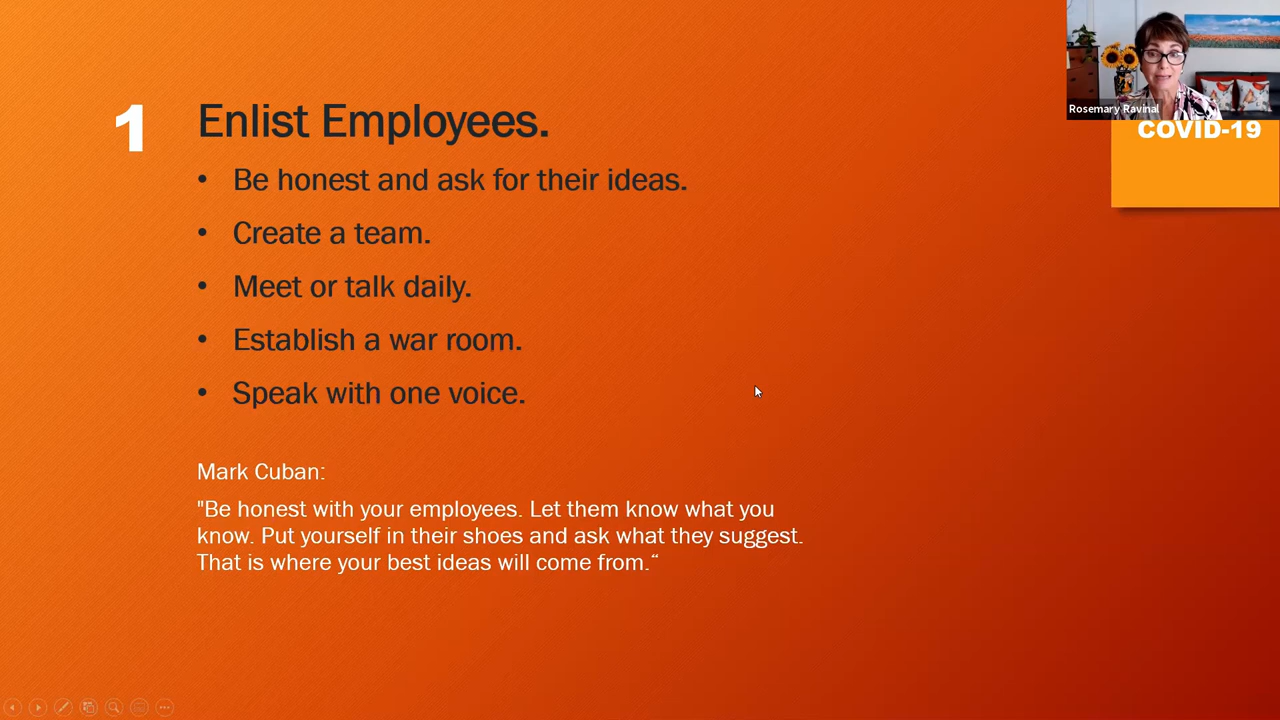 1
Enlist Employees.
• Be honest and ask for their ideas.
• Create a team.
• Meet or talk daily.
• Establish a war room.
• Speak with one voice.
Mark Cuban:
"Be honest with your employees. Let them know what you
know. Put yourself in their shoes and ask what they suggest.
That is where your best ideas will come from.“
Rosemary Ravinal
COVID-19